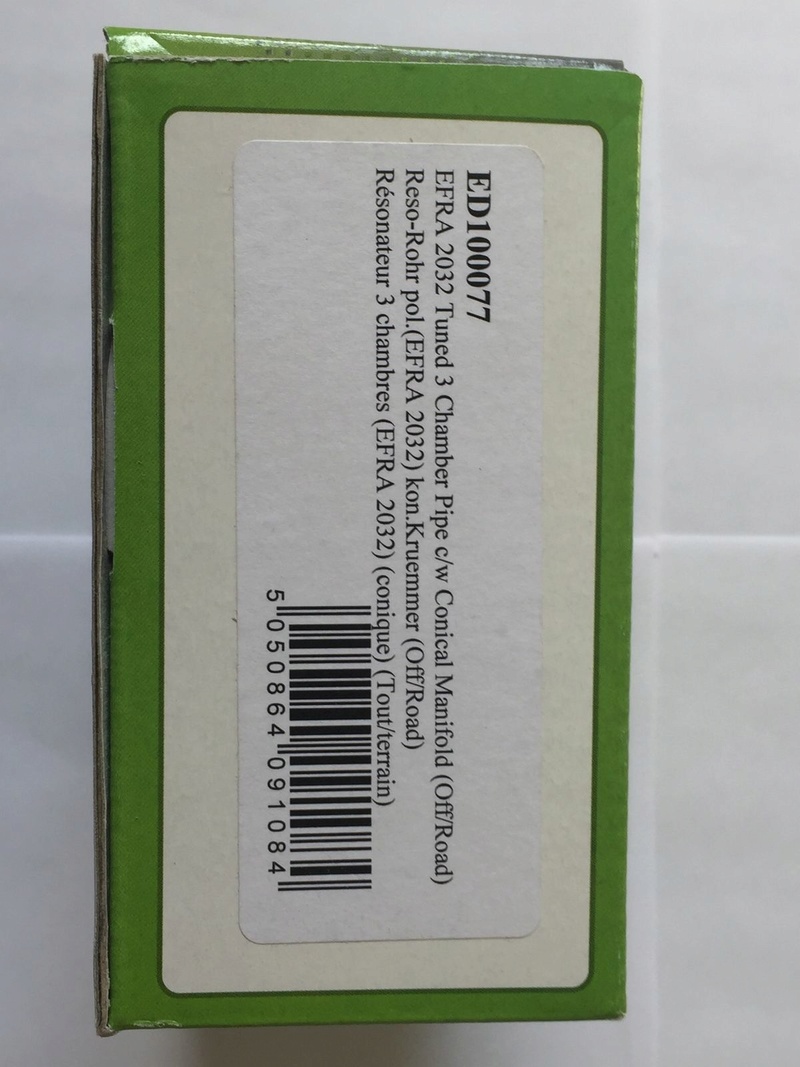 ED100077
EFRA 2032 Tuned 3 Chamber Pipe c/w Conical Manifold (Off/Road)
Reso-Rohr pol.(EFRA 2032) kon.Kruemmer (Off/Road)
Résonateur 3 chambres (EFRA 2032) (conique) (Tout/terrain)
5 050864 091084